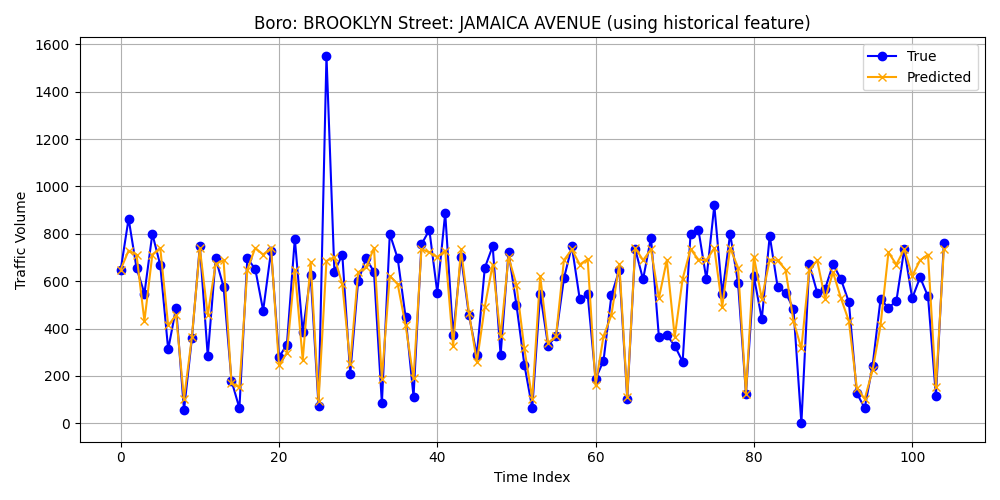 Boro: BROOKLYN Street: JAMAICA AVENUE (using historical feature)
True
Predicted
1600
1400
1200
1000
800
600
400
200
0
Traffic Volume
0 20 40 60 80 100
Time Index